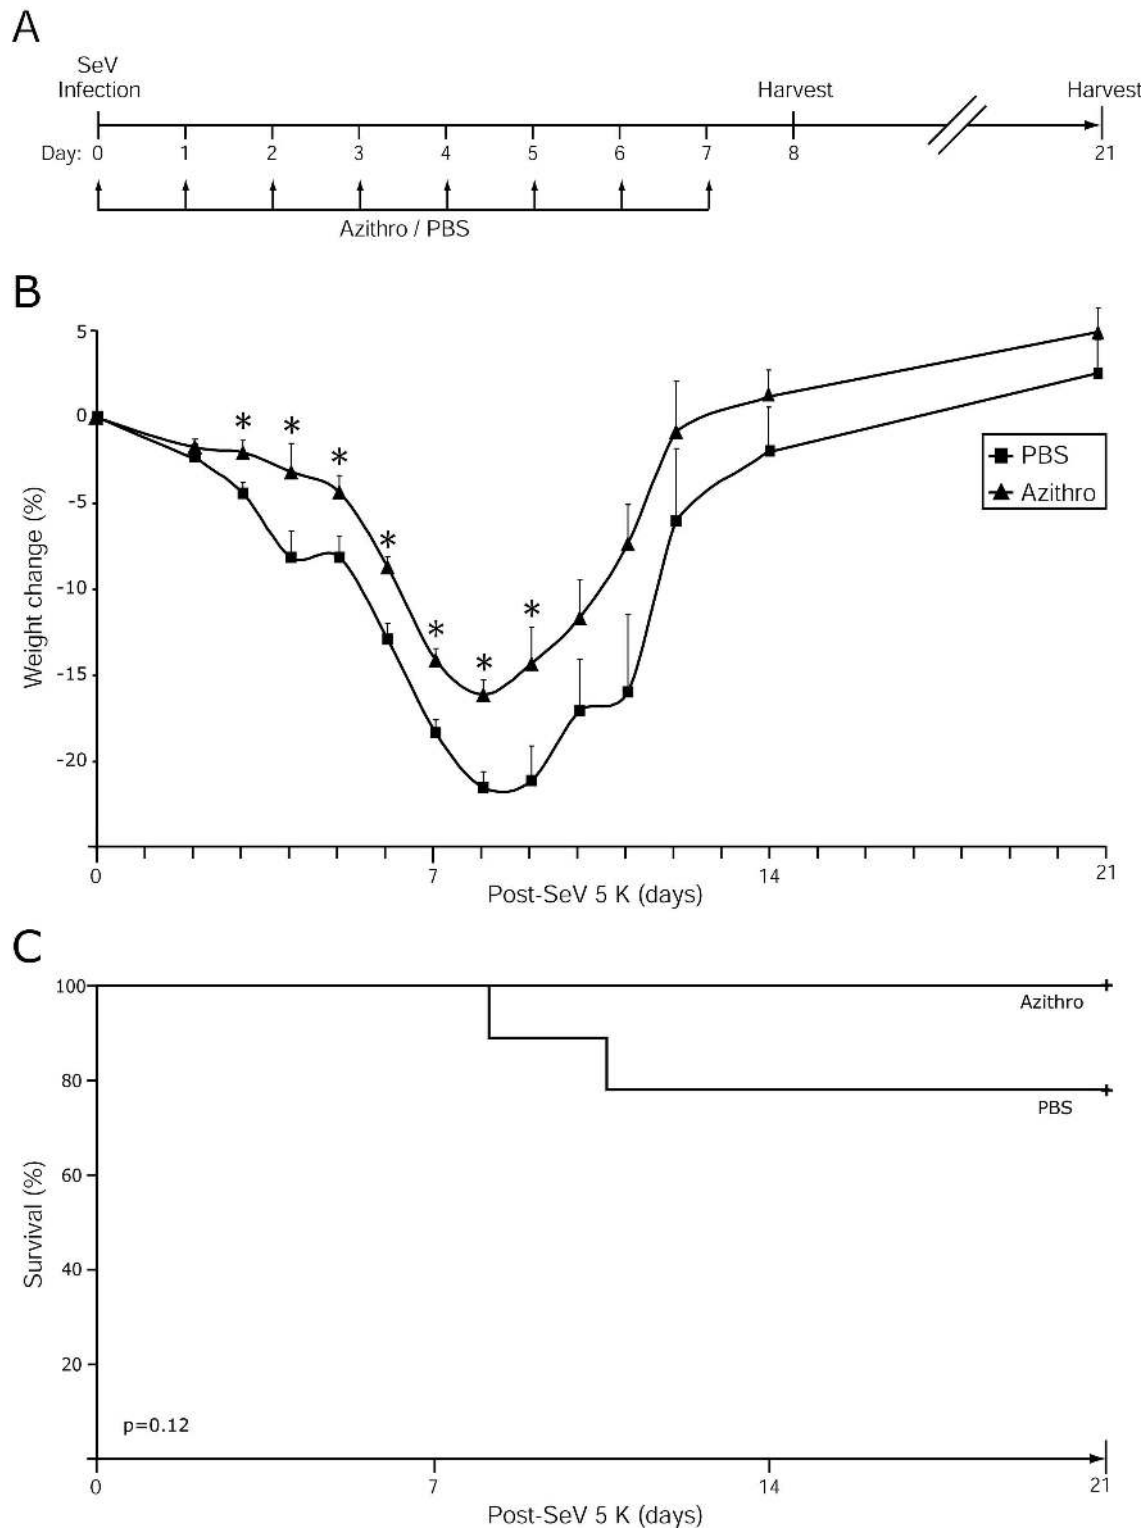 A
SeV
Infection
Harvest
Harvest
Day: 0 1 2 3 4 5 6 7 8 21
Azithro / PBS
B
5
0
-5
-10
-15
-20
Weight change (%)
* * * * * * *
PBS
Azithro
0 7 14 21
Post-SeV 5 K (days)
C
100
80
60
40
20
Survival (%)
Azithro
PBS
p=0.12
0 7 14 21
Post-SeV 5 K (days)